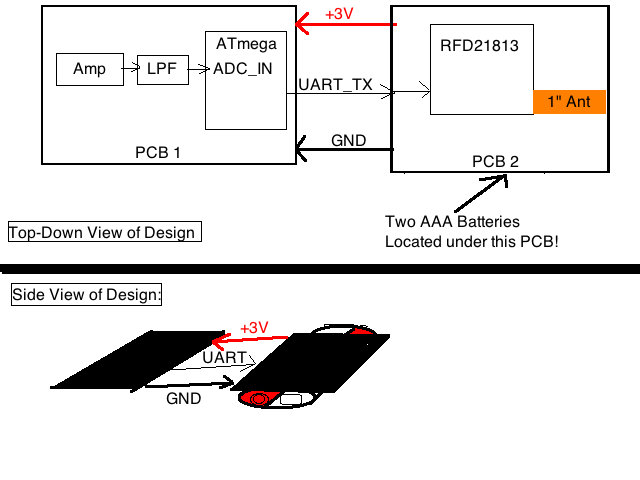 +3V
ATmega
RFD21813
Amp
LPF
ADC_IN
UART_TX
1" Ant
GND
PCB 1
PCB 2
Two AAA Batteries
Located under this PCB!
Top-Down View of Design
Side View of Design:
+3V
UART
GND